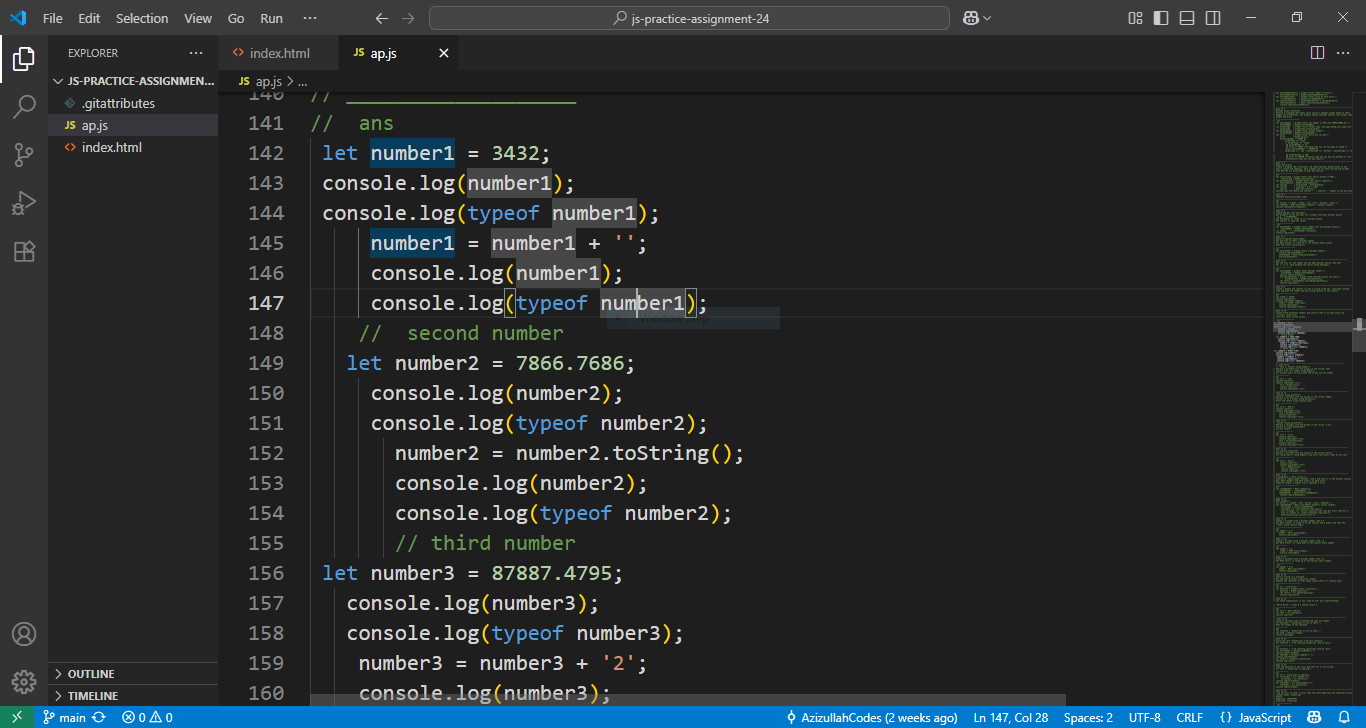 File Edit Selection View Go Run ··· js-practice-assignment-24
EXPLORER ···
JS-PRACTICE-ASSIGNMEN...
.gitattributes
JS ap.js
<> index.html
OUTLINE
TIMELINE
<> index.html JS ap.js
JS ap.js > ...
140 // ___________________
141 // ans
142 let number1 = 3432;
143 console.log(number1);
144 console.log(typeof number1);
145 number1 = number1 + '';
146 console.log(number1);
147 console.log(typeof number1);
148 // second number
149 let number2 = 7866.7686;
150 console.log(number2);
151 console.log(typeof number2);
152 number2 = number2.toString();
153 console.log(number2);
154 console.log(typeof number2);
155 // third number
156 let number3 = 87887.4795;
157 console.log(number3);
158 console.log(typeof number3);
159 number3 = number3 + '2';
160 console.log(number3);
main 0 0 AzizullahCodes (2 weeks ago) Ln 147, Col 28 Spaces: 2 UTF-8 CRLF {} JavaScript